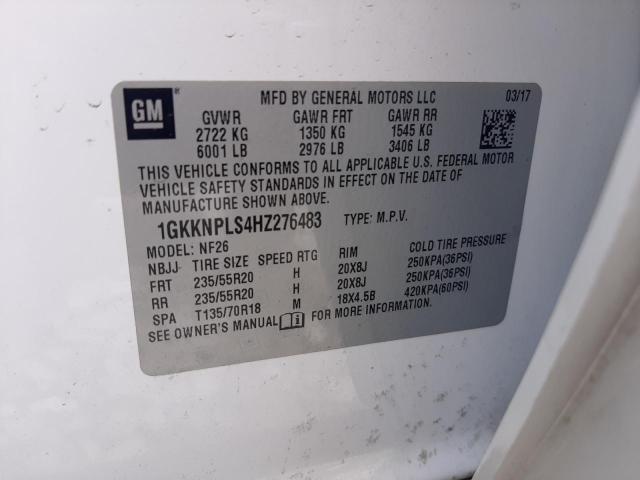 GM
MFD BY GENERAL MOTORS LLC 03/17
GVWR GAWR FRT GAWR RR
2722 KG 1350 KG 1545 KG
6001 LB 2976 LB 3406 LB
THIS VEHICLE CONFORMS TO ALL APPLICABLE U.S. FEDERAL MOTOR
VEHICLE SAFETY STANDARDS IN EFFECT ON THE DATE OF
MANUFACTURE SHOWN ABOVE.
1GKKNPLS4HZ276483 TYPE: M.P.V.
MODEL: NF26
NBJJ TIRE SIZE SPEED RTG RIM COLD TIRE PRESSURE
FRT 235/55R20 H 20X8J 250KPA(36PSI)
RR 235/55R20 H 20X8J 250KPA(36PSI)
SPA T135/70R18 M 18X4.5B 420KPA(60PSI)
SEE OWNER'S MANUAL FOR MORE INFORMATION.